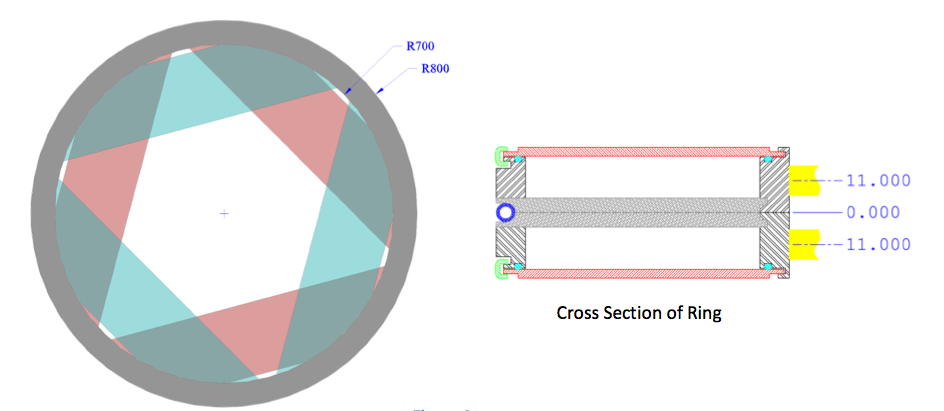 R700
R800
11.000
0.000
11.000
Cross Section of Ring